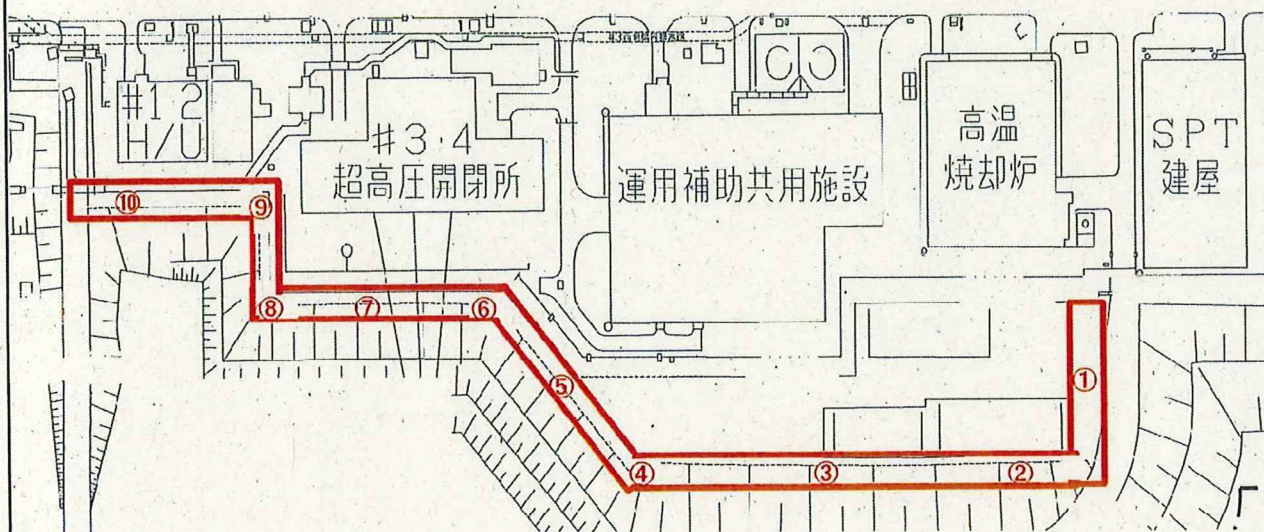 #1.2
H/U
#3.4
超高圧開閉所
運用補助共用施設
高温
焼却炉
SPT
建屋
⑩
⑨
⑧
⑦
⑥
⑤
④
③
②
①